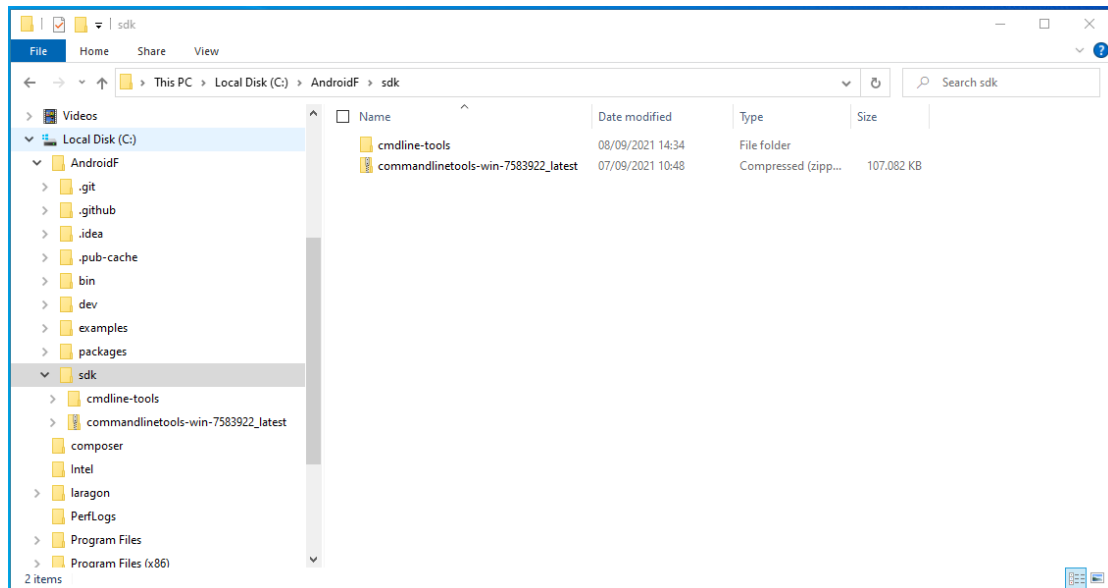 sdk
File Home Share View
This PC Local Disk (C:) AndroidF sdk
Search sdk
Videos
Local Disk (C:)
AndroidF
.git
.github
.idea
.pub-cache
bin
dev
examples
packages
sdk
cmdline-tools
commandlinetools-win-7583922_latest
composer
Intel
laragon
PerfLogs
Program Files
Program Files (x86)
Name Date modified Type Size
cmdline-tools 08/09/2021 14:34 File folder
commandlinetools-win-7583922_latest 07/09/2021 10:48 Compressed (zipp... 107.082 KB
2 items